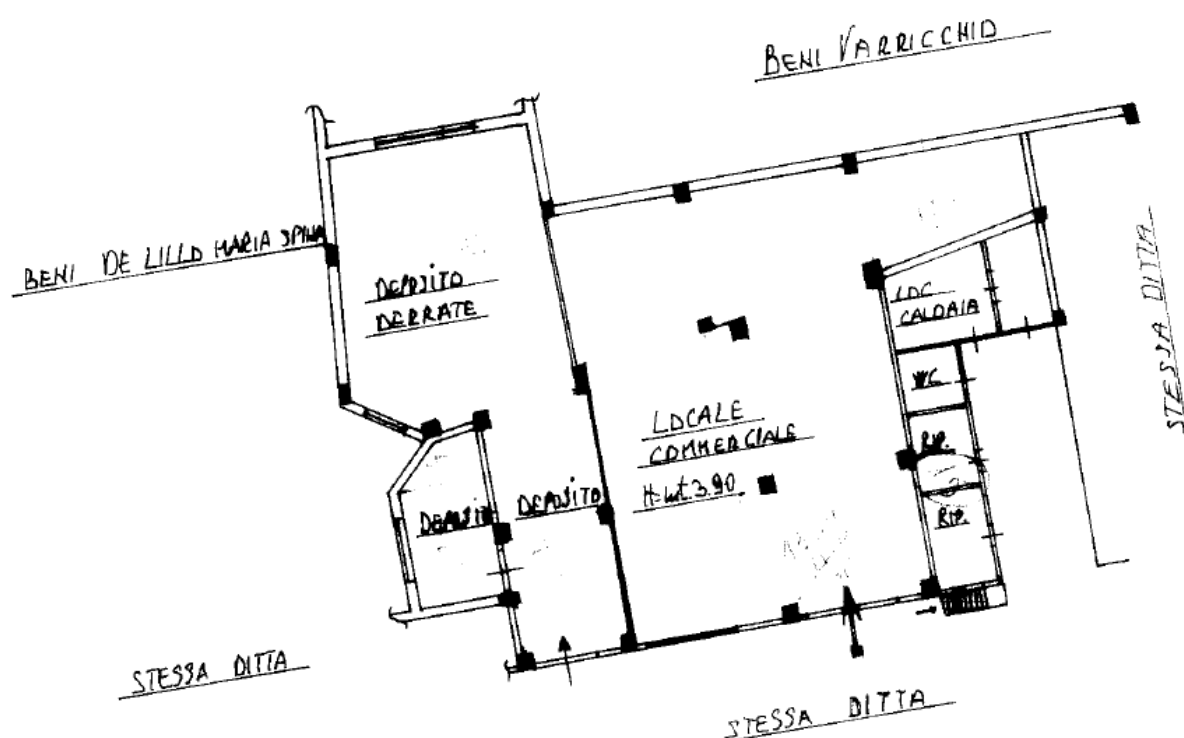 BENI VARRICCHIO
BENI DE LILLO MARIA SPINA
DEPOSITO
DERRATE
STESSA DITTA
LOC.
CALDAIA
WC
LOCALE
COMMERCIALE
H=int.3.90
RIP.
DEPOSITO
DEPOSITO
RIP.
STESSA DITTA
STESSA DITTA